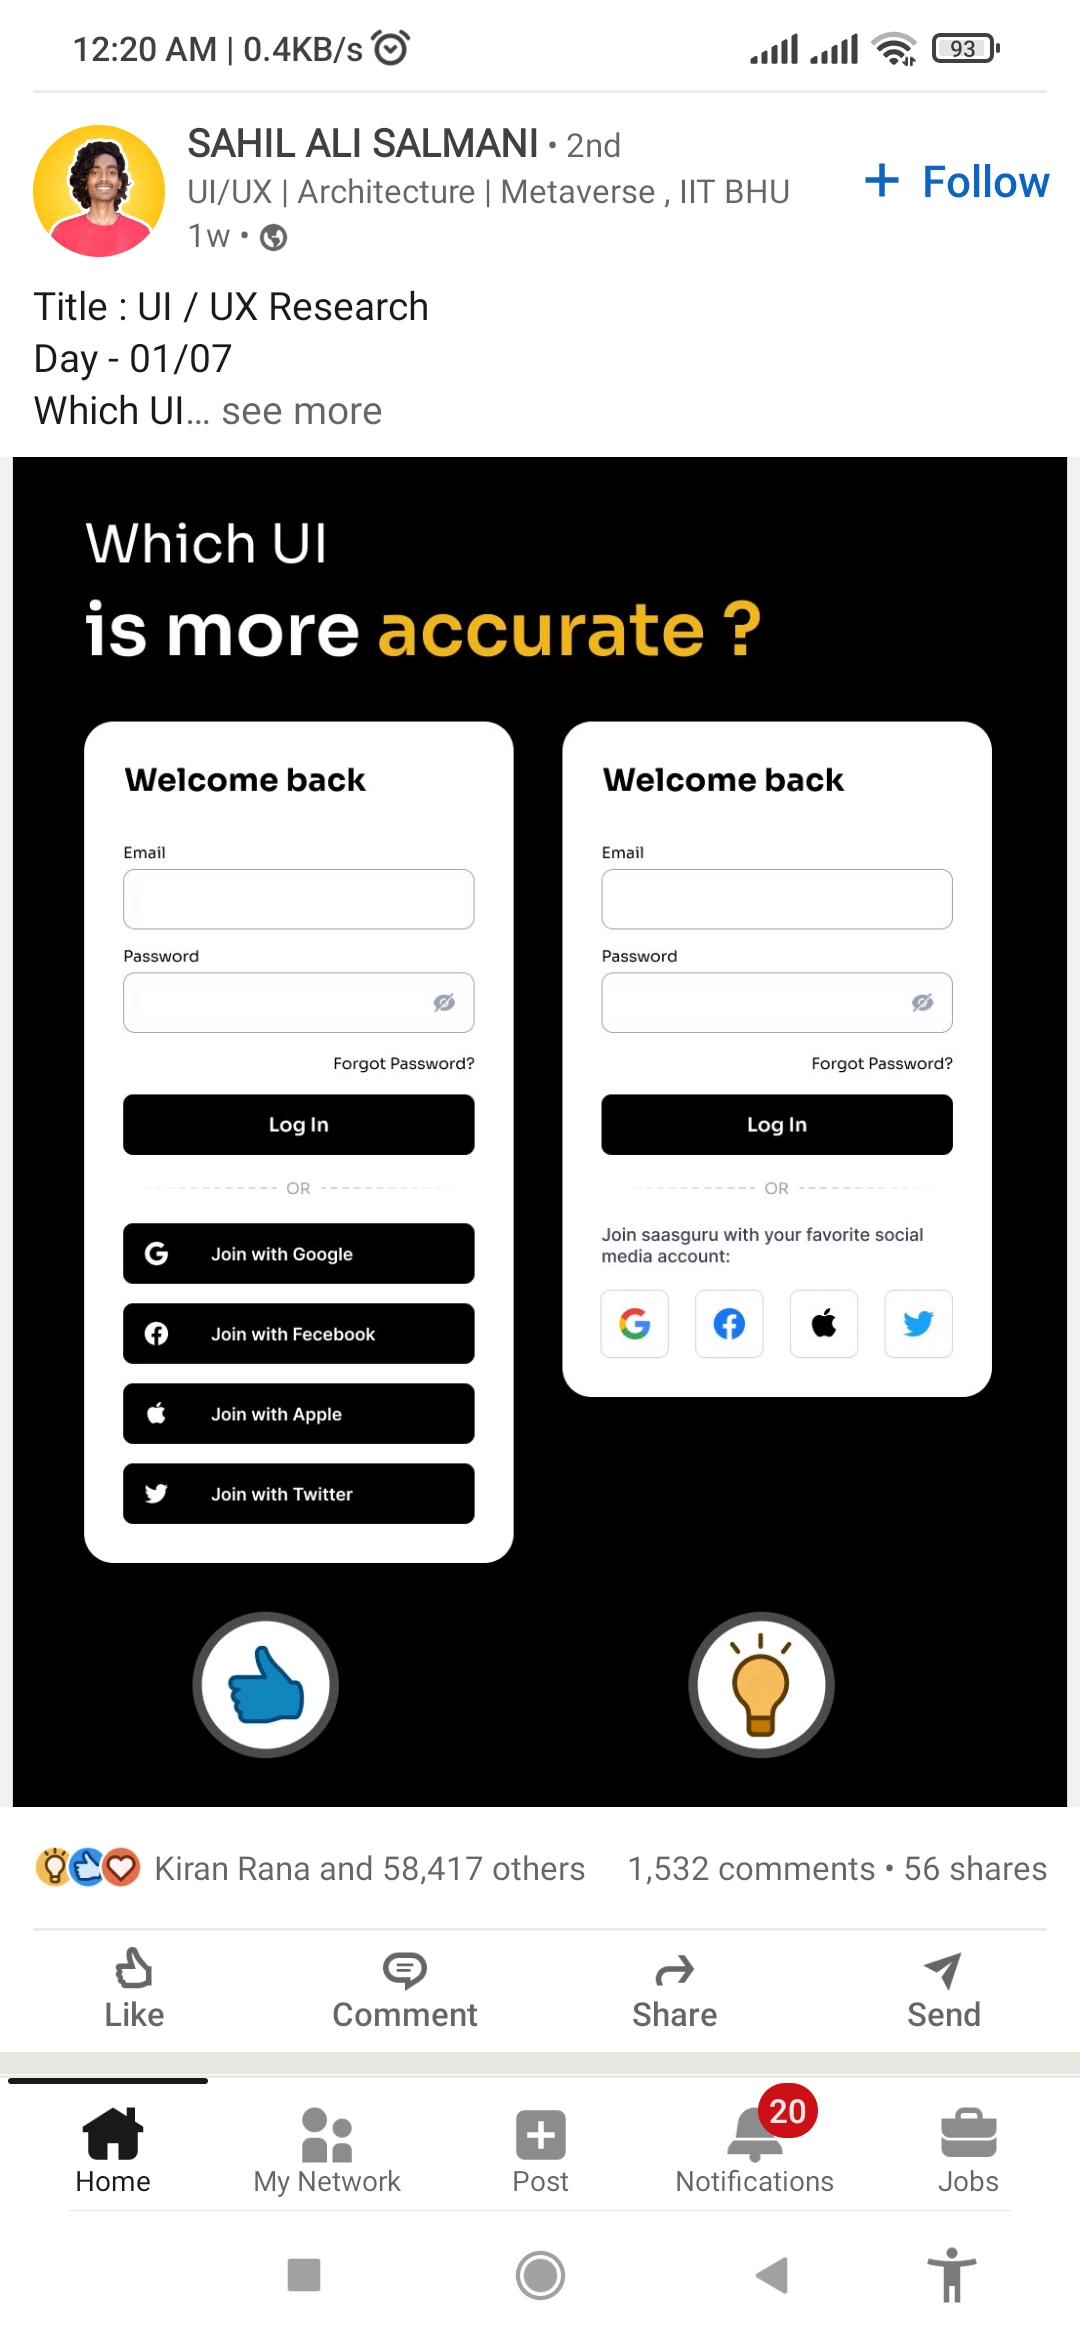 12:20 AM | 0.4KB/s
93
SAHIL ALI SALMANI • 2nd
UI/UX | Architecture | Metaverse , IIT BHU
1w •
+ Follow
Title : UI / UX Research
Day - 01/07
Which UI... see more
Which UI
is more accurate ?
Welcome back
Email
Password
Forgot Password?
Log In
OR
Join with Google
Join with Fecebook
Join with Apple
Join with Twitter
Welcome back
Email
Password
Forgot Password?
Log In
OR
Join saasguru with your favorite social
media account:
Kiran Rana and 58,417 others
1,532 comments • 56 shares
Like
Comment
Share
Send
20
Home
My Network
Post
Notifications
Jobs